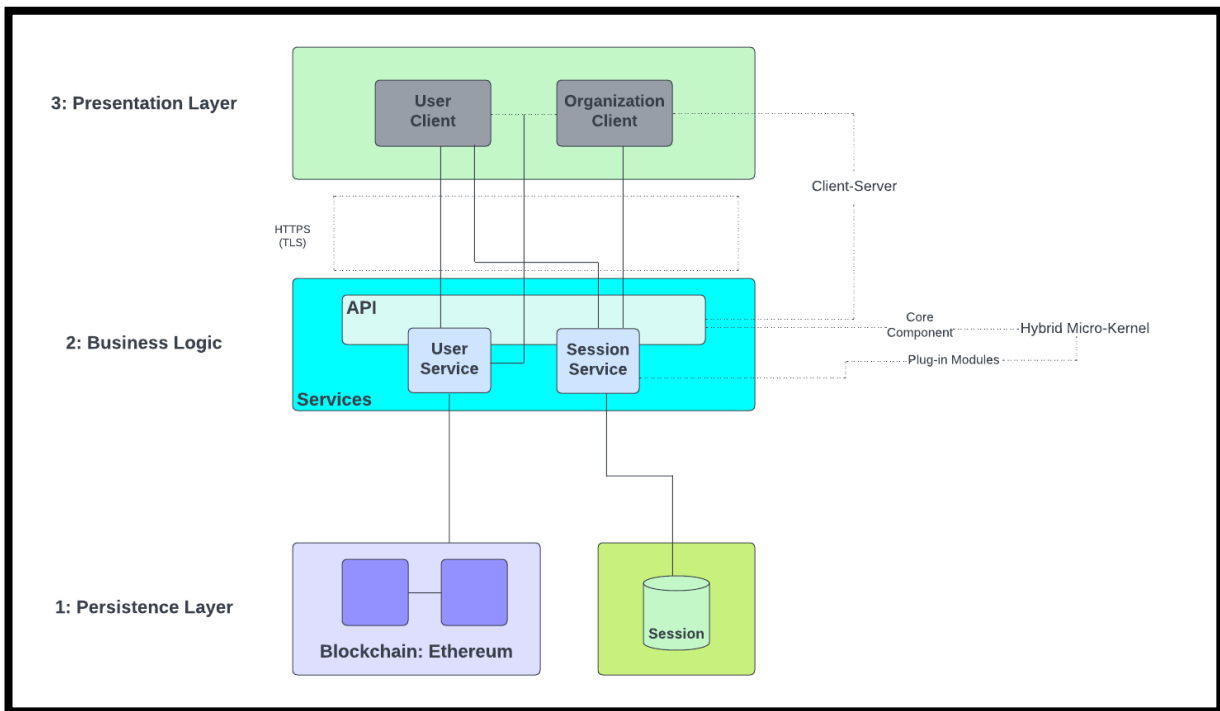 3: Presentation Layer
User
Client
Organization
Client
Client-Server
HTTPS
(TLS)
API
Core
Component
Hybrid Micro-Kernel
2: Business Logic
User
Service
Session
Service
Plug-in Modules
Services
1: Persistence Layer
Blockchain: Ethereum
Session